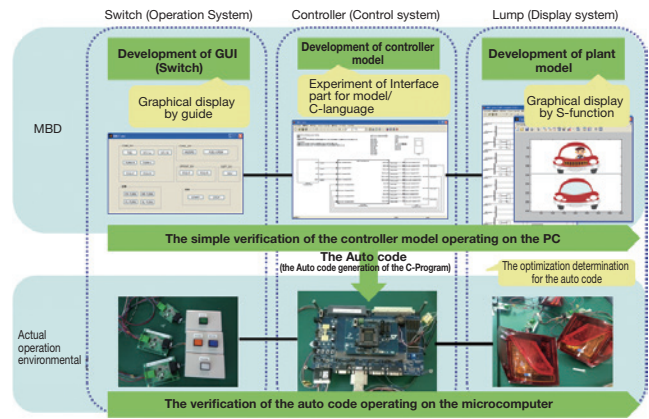 Switch (Operation System)
Controller (Control system)
Lump (Display system)
MBD
Development of GUI
(Switch)
Graphical display
by guide
Development of controller
model
Experiment of Interface
part for model/
C-language
Development of plant
model
Graphical display
by S-function
The simple verification of the controller model operating on the PC
The Auto code
(the Auto code generation of the C-Program)
The optimization determination
for the auto code
Actual
operation
environmental
The verification of the auto code operating on the microcomputer